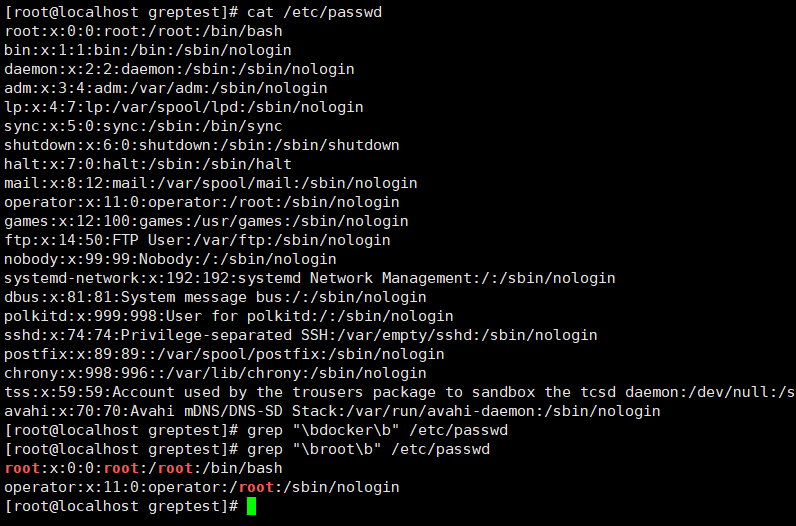 [root@localhost greptest]# cat /etc/passwd
root:x:0:0:root:/root:/bin/bash
bin:x:1:1:bin:/bin:/sbin/nologin
daemon:x:2:2:daemon:/sbin:/sbin/nologin
adm:x:3:4:adm:/var/adm:/sbin/nologin
lp:x:4:7:lp:/var/spool/lpd:/sbin/nologin
sync:x:5:0:sync:/sbin:/bin/sync
shutdown:x:6:0:shutdown:/sbin:/sbin/shutdown
halt:x:7:0:halt:/sbin:/sbin/halt
mail:x:8:12:mail:/var/spool/mail:/sbin/nologin
operator:x:11:0:operator:/root:/sbin/nologin
games:x:12:100:games:/usr/games:/sbin/nologin
ftp:x:14:50:FTP User:/var/ftp:/sbin/nologin
nobody:x:99:99:Nobody:/:/sbin/nologin
systemd-network:x:192:192:systemd Network Management:/:/sbin/nologin
dbus:x:81:81:System message bus:/:/sbin/nologin
polkitd:x:999:998:User for polkitd:/:/sbin/nologin
sshd:x:74:74:Privilege-separated SSH:/var/empty/sshd:/sbin/nologin
postfix:x:89:89::/var/spool/postfix:/sbin/nologin
chrony:x:998:996::/var/lib/chrony:/sbin/nologin
tss:x:59:59:Account used by the trousers package to sandbox the tcsd daemon:/dev/null:/s
avahi:x:70:70:Avahi mDNS/DNS-SD Stack:/var/run/avahi-daemon:/sbin/nologin
[root@localhost greptest]# grep "\bdocker\b" /etc/passwd
[root@localhost greptest]# grep "\broot\b" /etc/passwd
root:x:0:0:root:/root:/bin/bash
operator:x:11:0:operator:/root:/sbin/nologin
[root@localhost greptest]#